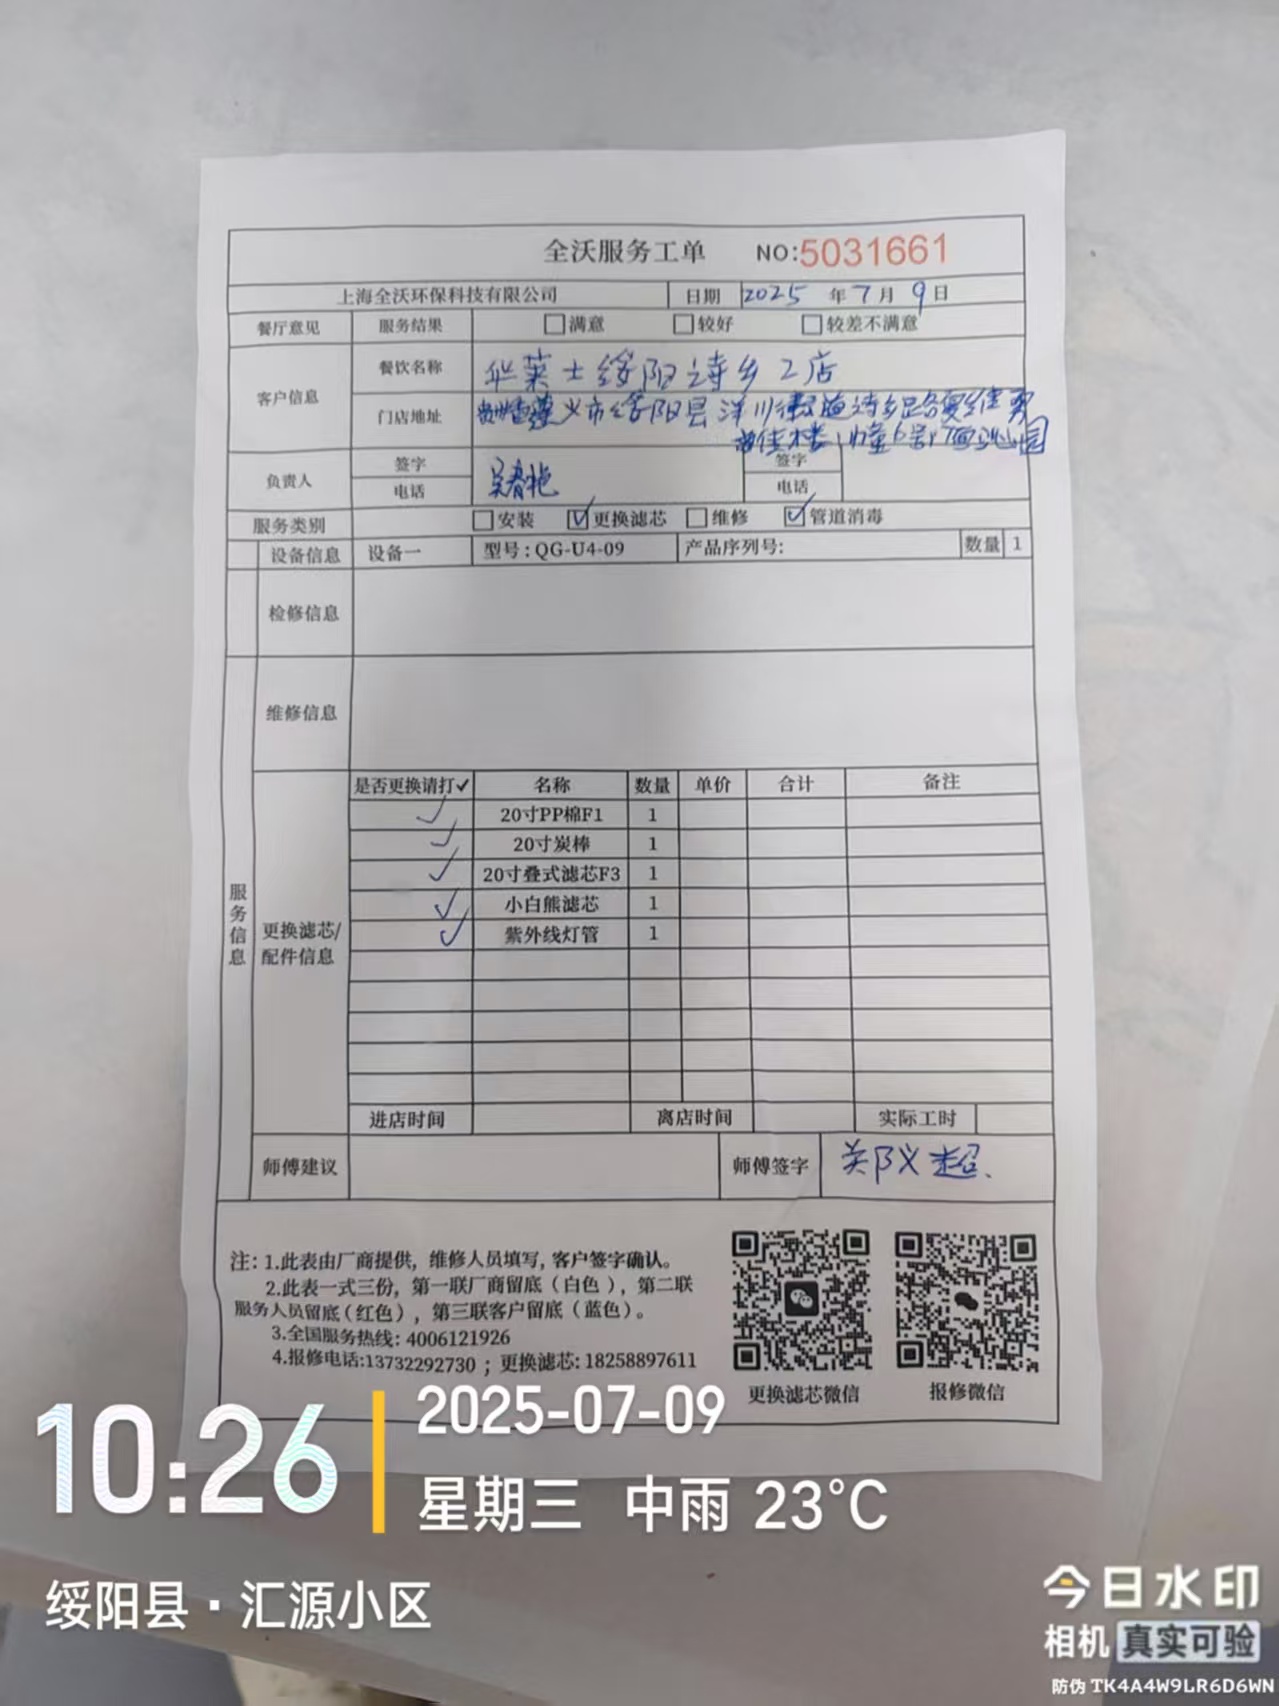 全沃服务工单 NO:5031661
上海全沃环保科技有限公司 日期 2025 年 7 月 9 日
餐厅意见 服务结果 满意 较好 较差不满意
客户信息 餐饮名称 华莱士绥阳诗乡2店
门店地址 义市绥阳县洋川
负责人 签字 签字
电话 电话
服务类别 安装 ✓更换滤芯 维修 ✓管道消毒
设备信息 设备一 型号:QG-U4-09 产品序列号: 数量 1
检修信息
维修信息
服务信息
更换滤芯/配件信息
是否更换请打✓ 名称 数量 单价 合计 备注
✓ 20寸PP棉F1 1
✓ 20寸炭棒 1
✓ 20寸叠式滤芯F3 1
✓ 小白熊滤芯 1
✓ 紫外线灯管 1
进店时间 离店时间 实际工时
师傅建议 师傅签字
注:1.此表由厂商提供,维修人员填写,客户签字确认。
2.此表一式三份,第一联厂商留底(白色),第二联
服务人员留底(红色),第三联客户留底(蓝色)。
3.全国服务热线:4006121926
4.报修电话:13732292730;更换滤芯:18258897611
更换滤芯微信 报修微信
10:26
2025-07-09
星期三 中雨 23°C
绥阳县·汇源小区
今日水印
相机 真实可验
防伪 TK4A4W9LR6D6WN